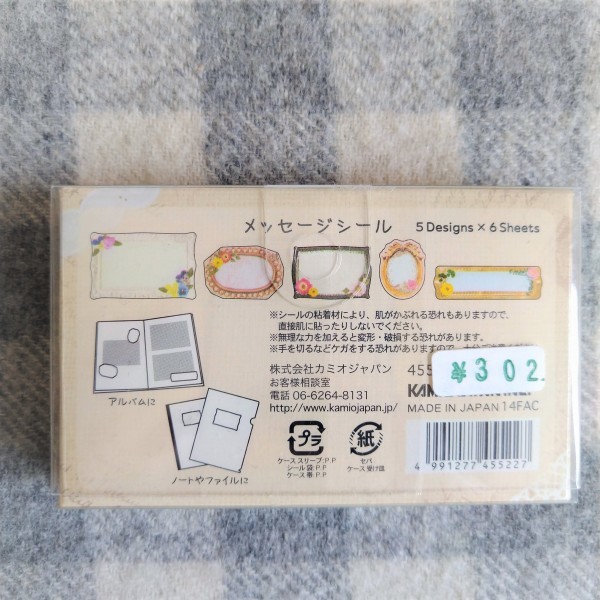 メッセージシール 5 Designs × 6 Sheets
※シールの粘着材により、肌がかぶれる恐れもありますので、
直接肌に貼ったりしないでください。
※無理な力を加えると変形・破損する恐れがあります。
※手を切るなどケガをする恐れがありますので、
アルバムに
ノートやファイルに
株式会社カミオジャパン
お客様相談室
電話 06-6264-8131
http://www.kamiojapan.jp/
455
¥302.
MADE IN JAPAN 14FAC
プラ
ケース スリーブ:P.P
シール 袋:P.P
ケース 帯:P.P
紙
セパ
ケース 受け皿
4 991277 455227